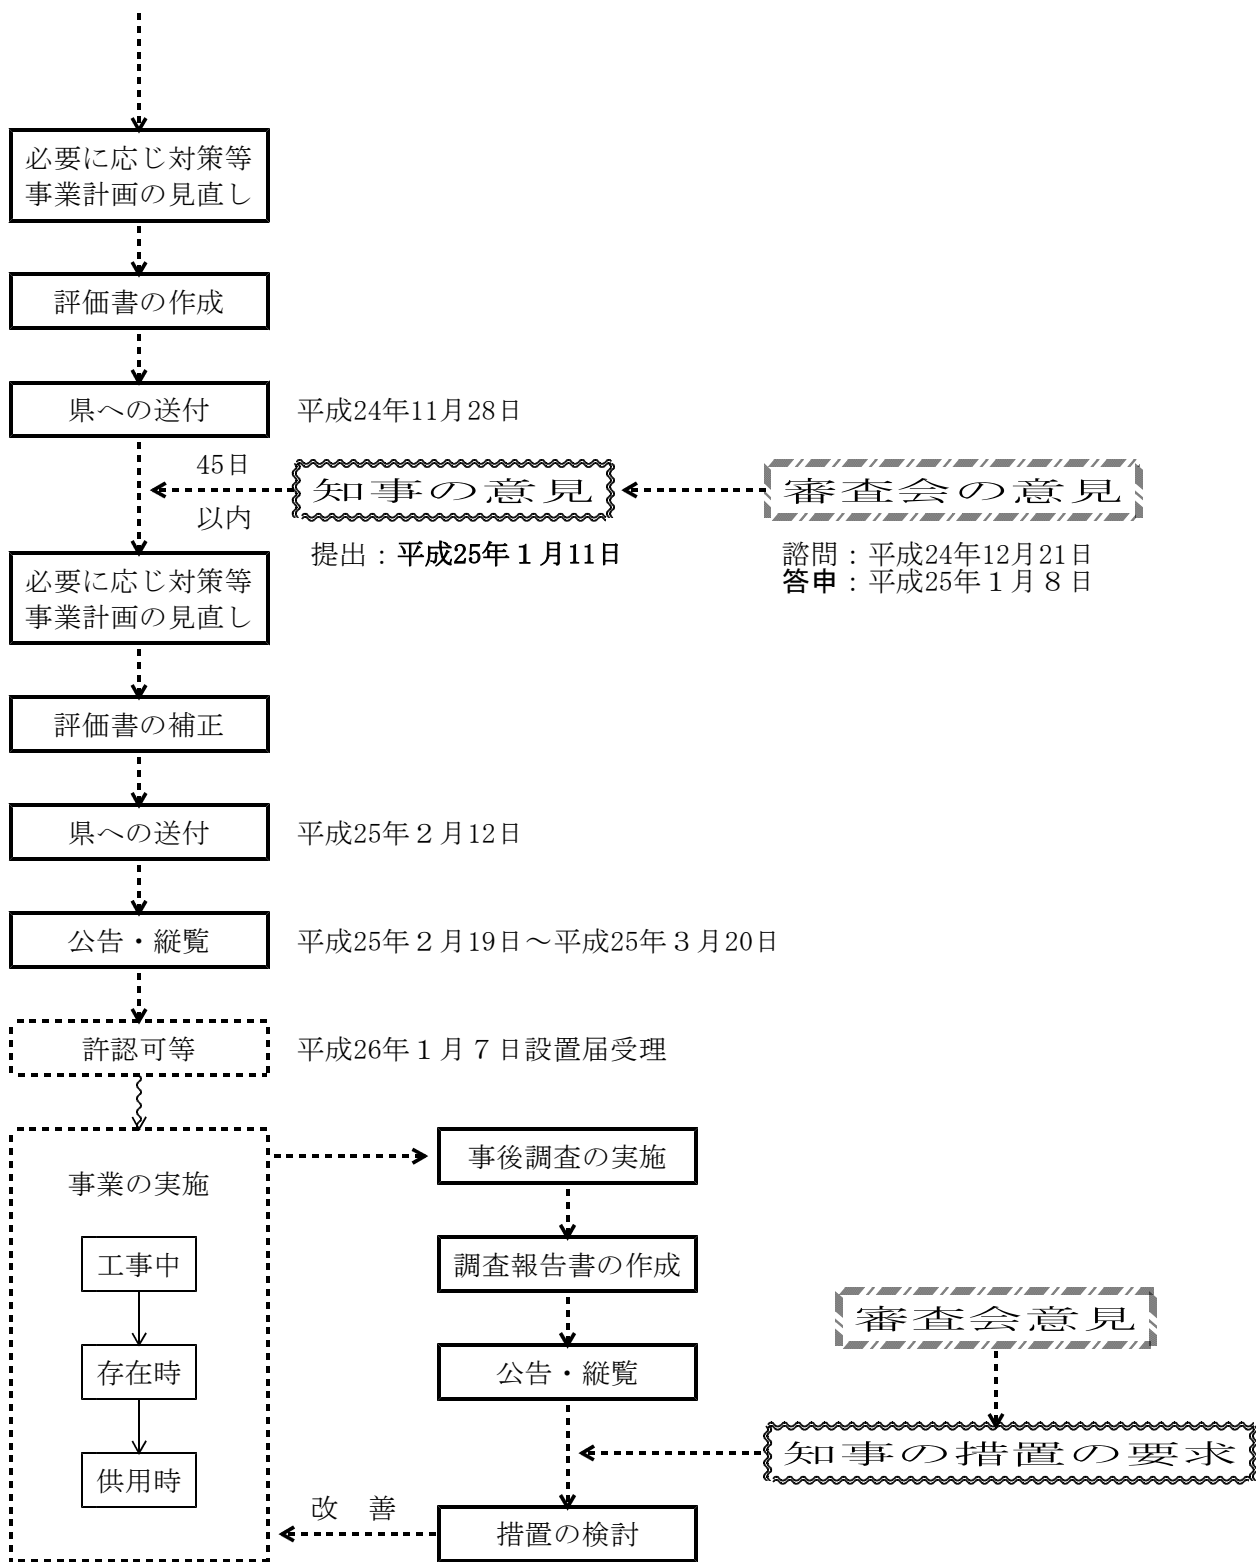 必要に応じ対策等
事業計画の見直し
評価書の作成
県への送付
平成24年11月28日
45日
以内
知事の意見
審査会の意見
提出：平成25年１月11日
諮問：平成24年12月21日
答申：平成25年１月８日
必要に応じ対策等
事業計画の見直し
評価書の補正
県への送付
平成25年２月12日
公告・縦覧
平成25年２月19日～平成25年３月20日
許認可等
平成26年１月７日設置届受理
事業の実施
工事中
存在時
供用時
事後調査の実施
調査報告書の作成
公告・縦覧
審査会意見
知事の措置の要求
改　善
措置の検討